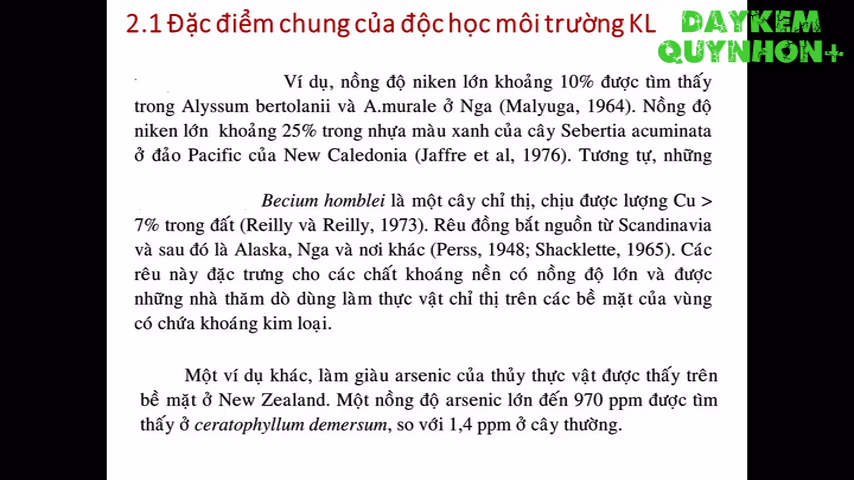 2.1 Đặc điểm chung của độc học môi trường KL
DAYKEM
QUYNHON+
Ví dụ, nồng độ niken lớn khoảng 10% được tìm thấy
trong Alyssum bertolanii và A.murale ở Nga (Malyuga, 1964). Nồng độ
niken lớn khoảng 25% trong nhựa màu xanh của cây Sebertia acuminata
ở đảo Pacific của New Caledonia (Jaffre et al, 1976). Tương tự, những
Becium homblei là một cây chỉ thị, chịu được lượng Cu >
7% trong đất (Reilly và Reilly, 1973). Rêu đồng bắt nguồn từ Scandinavia
và sau đó là Alaska, Nga và nơi khác (Perss, 1948; Shacklette, 1965). Các
rêu này đặc trưng cho các chất khoáng nền có nồng độ lớn và được
những nhà thăm dò dùng làm thực vật chỉ thị trên các bề mặt của vùng
có chứa khoáng kim loại.
Một ví dụ khác, làm giàu arsenic của thủy thực vật được thấy trên
bề mặt ở New Zealand. Một nồng độ arsenic lớn đến 970 ppm được tìm
thấy ở ceratophyllum demersum, so với 1,4 ppm ở cây thường.